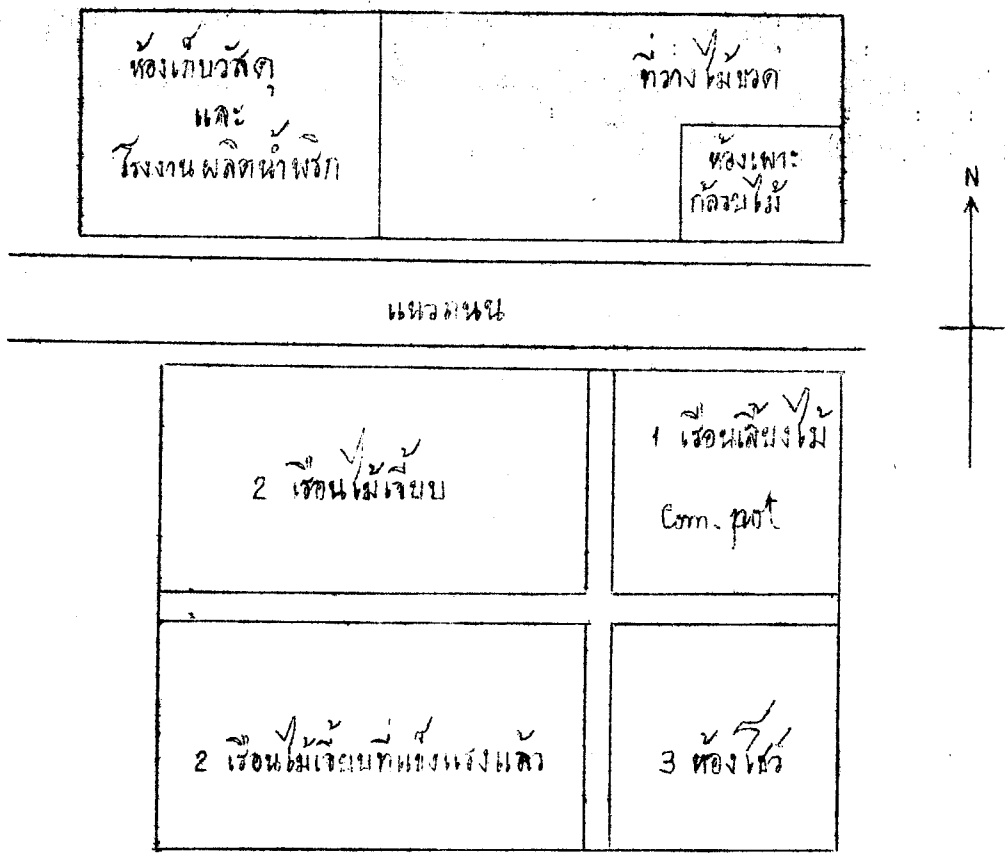 ห้องเก็บวัสดุ
และ
โรงงานผลิตน้ำพริก
ที่วางไม้ขวด
ห้องเพาะ
กล้วยไม้
N
แนวถนน
2 เรือนไม้เจี๊ยบ
1 เรือนเลี้ยงไม้
Com. pot
2 เรือนไม้เจี๊ยบที่แข็งแรงแล้ว
3 ห้องโชว์